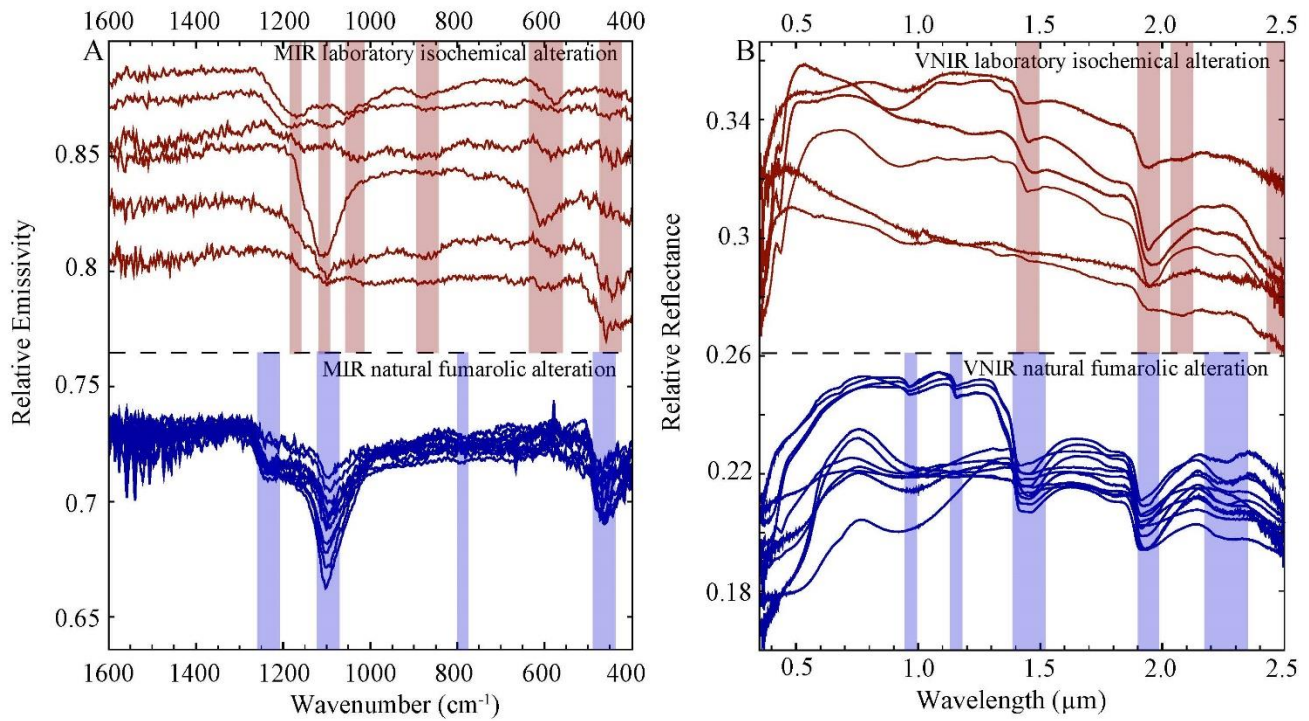 1600 1400 1200 1000 800 600 400
A
MIR laboratory isochemical alteration
0.85
0.8
0.75
0.7
0.65
Relative Emissivity
MIR natural fumarolic alteration
1600 1400 1200 1000 800 600 400
Wavenumber (cm-1)
0.5 1.0 1.5 2.0 2.5
B
VNIR laboratory isochemical alteration
0.34
0.3
0.26
0.22
0.18
Relative Reflectance
VNIR natural fumarolic alteration
0.5 1.0 1.5 2.0 2.5
Wavelength (μm)